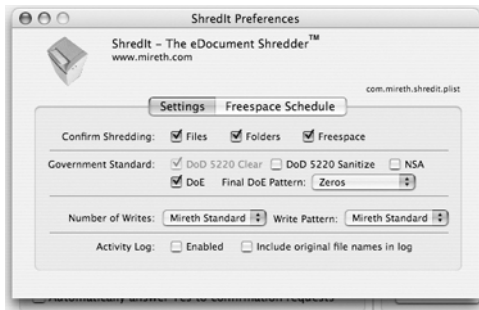 ShredIt Preferences
ShredIt – The eDocument Shredder™
www.mireth.com
com.mireth.shredit.plist
Settings Freespace Schedule
Confirm Shredding: Files Folders Freespace
Government Standard: DoD 5220 Clear DoD 5220 Sanitize NSA
DoE Final DoE Pattern: Zeros
Number of Writes: Mireth Standard Write Pattern: Mireth Standard
Activity Log: Enabled Include original file names in log
Automatically answer Yes to confirmation requests